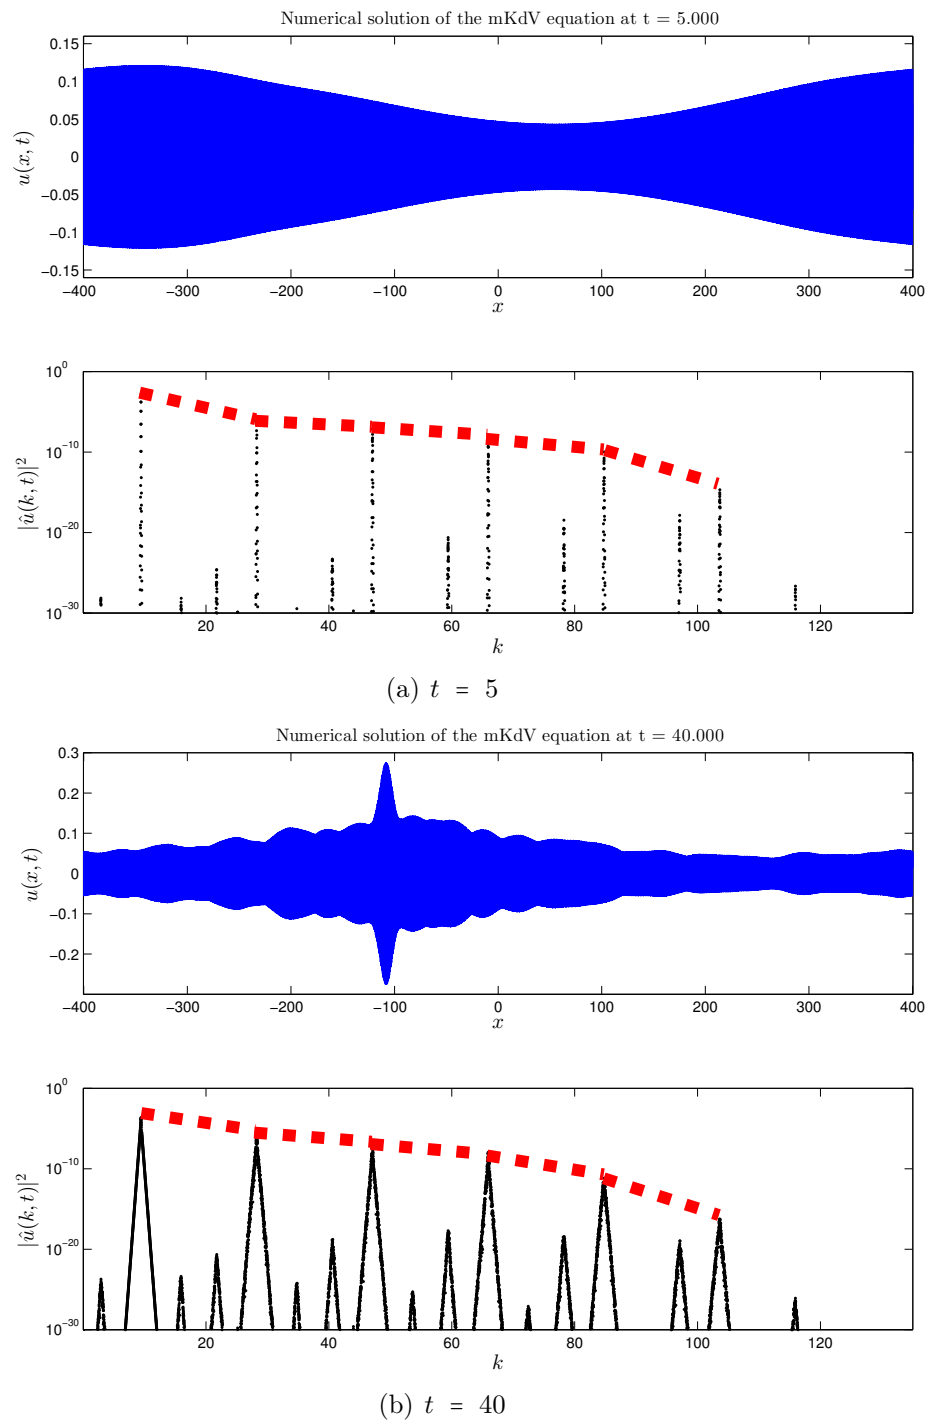 Numerical solution of the mKdV equation at t = 5.000
0.15
0.1
0.05
0
−0.05
−0.1
−0.15
u(x, t)
−400 −300 −200 −100 0 100 200 300 400
x
10^0
10^−10
10^−20
10^−30
|û(k, t)|^2
20 40 60 80 100 120
k
(a) t = 5
Numerical solution of the mKdV equation at t = 40.000
0.3
0.2
0.1
0
−0.1
−0.2
u(x, t)
−400 −300 −200 −100 0 100 200 300 400
x
10^0
10^−10
10^−20
10^−30
|û(k, t)|^2
20 40 60 80 100 120
k
(b) t = 40